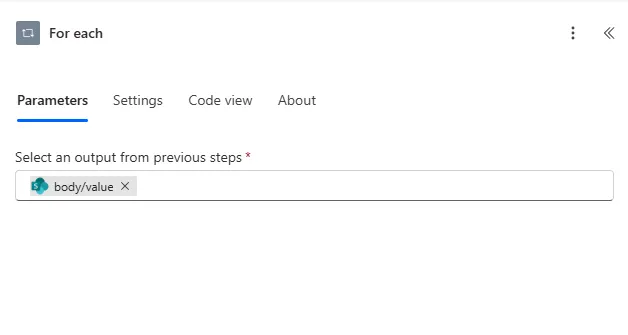 For each
Parameters Settings Code view About
Select an output from previous steps *
body/value